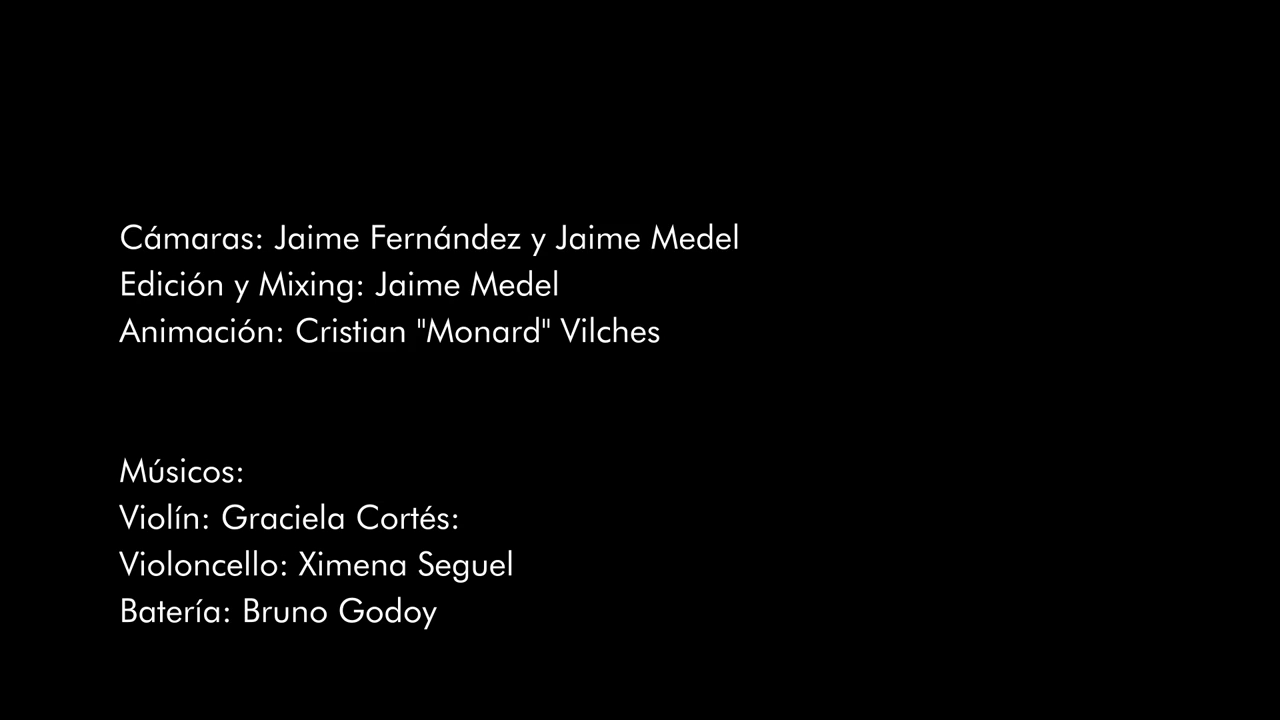 Cámaras: Jaime Fernández y Jaime Medel
Edición y Mixing: Jaime Medel
Animación: Cristian "Monard" Vilches
Músicos:
Violín: Graciela Cortés:
Violoncello: Ximena Seguel
Batería: Bruno Godoy